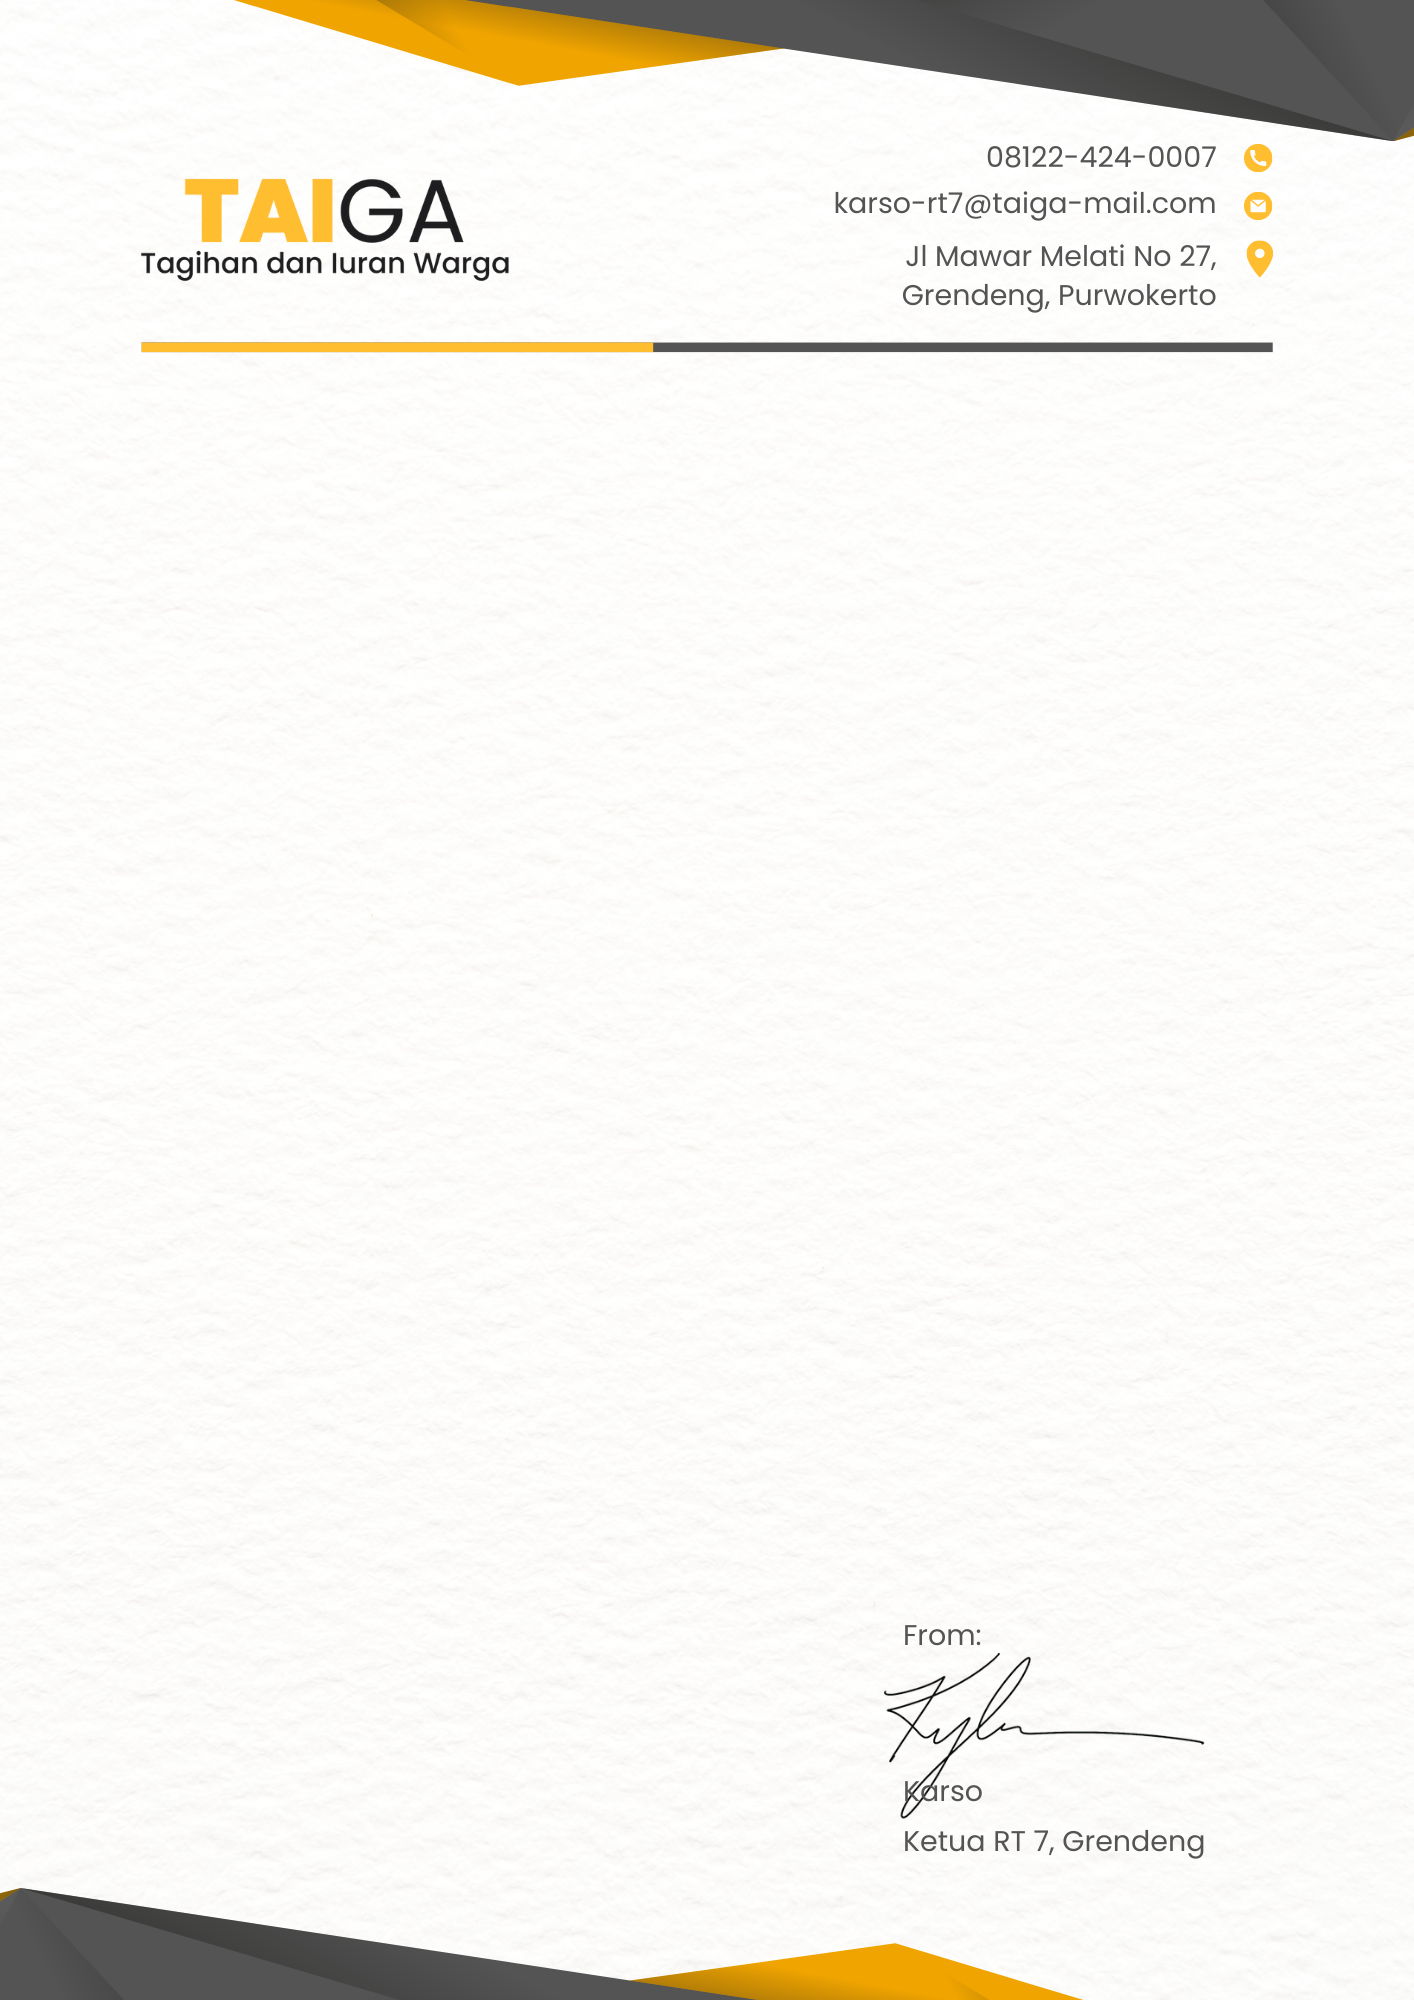 08122-424-0007
karso-rt7@taiga-mail.com
TAIGA
Tagihan dan Iuran Warga
Jl Mawar Melati No 27,
Grendeng, Purwokerto
From:
Karso
Ketua RT 7, Grendeng